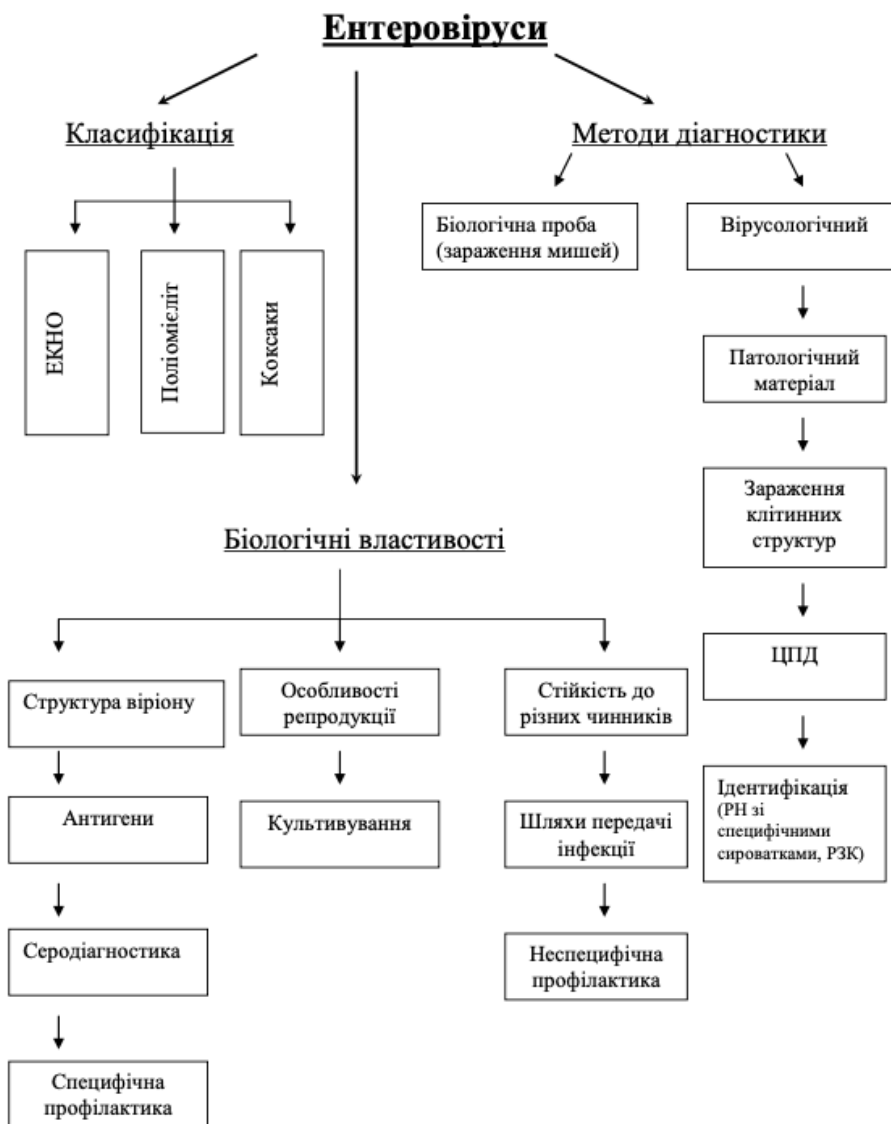 Ентеровіруси
Класифікація
Методи діагностики
Біологічна проба
(зараження мишей)
Вірусологічний
ЕКНО
Поліомієліт
Коксаки
Патологічний
матеріал
Зараження
клітинних
структур
ЦПД
Ідентифікація
(РН зі
специфічними
сироватками, РЗК)
Біологічні властивості
Структура віріону
Особливості
репродукції
Стійкість до
різних чинників
Антигени
Культивування
Шляхи передачі
інфекції
Серодіагностика
Неспецифічна
профілактика
Специфічна
профілактика